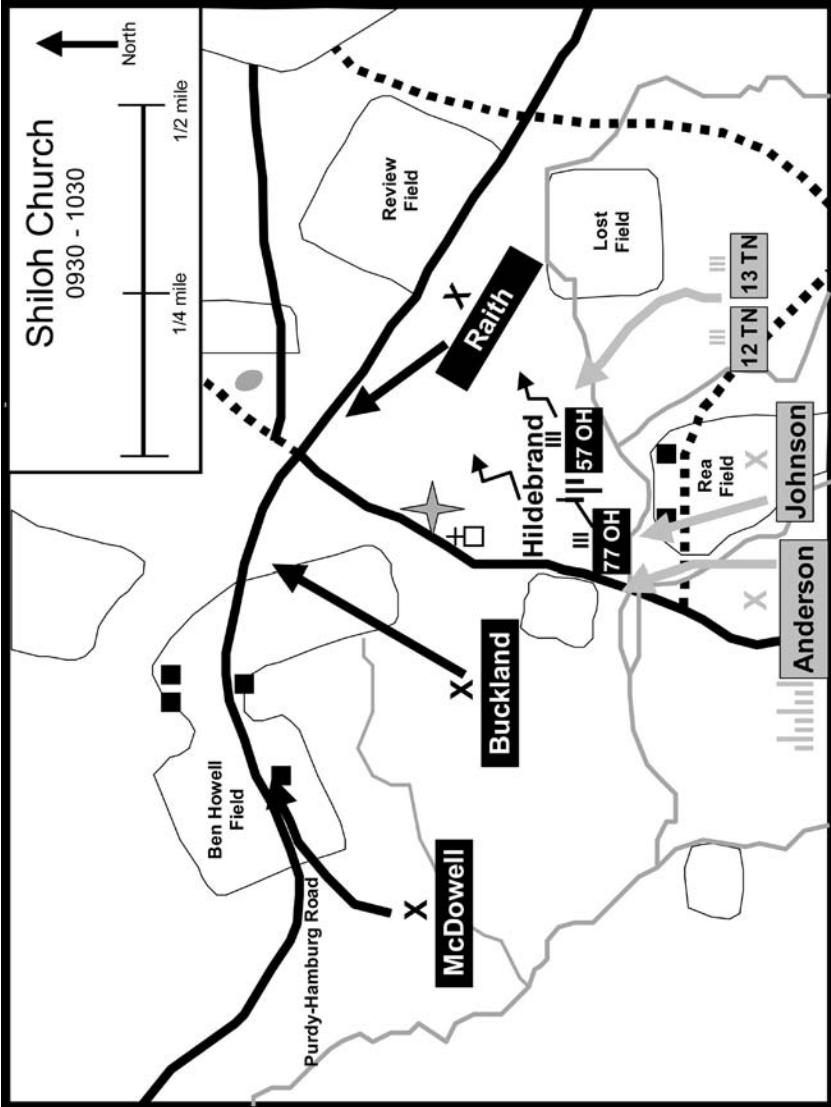 Shiloh Church
0930 - 1030
1/4 mile
1/2 mile
North
Ben Howell
Field
Purdy-Hamburg Road
Review
Field
X
McDowell
X
Buckland
X
Raith
Hildebrand
77 OH
57 OH
Lost
Field
Rea
Field
12 TN
13 TN
X
Anderson
X
Johnson